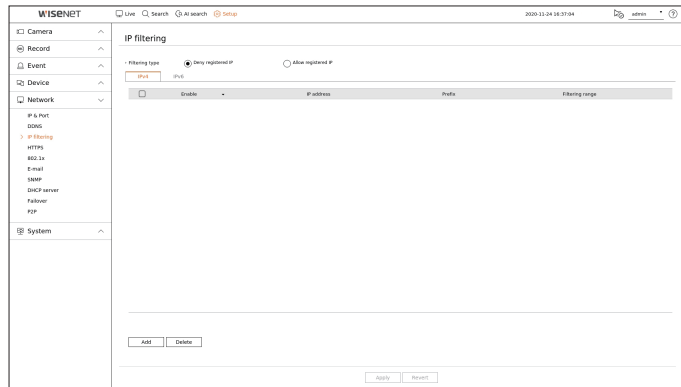 WISENET
Live Search AI search Setup 2020-11-24 16:37:04 admin
Camera
Record
Event
Device
Network
IP & Port
DDNS
IP filtering
HTTPS
802.1x
E-mail
SNMP
DHCP server
Failover
P2P
System
IP filtering
Filtering type Deny registered IP Allow registered IP
IPv4 IPv6
Enable IP address Prefix Filtering range
Add Delete
Apply Revert